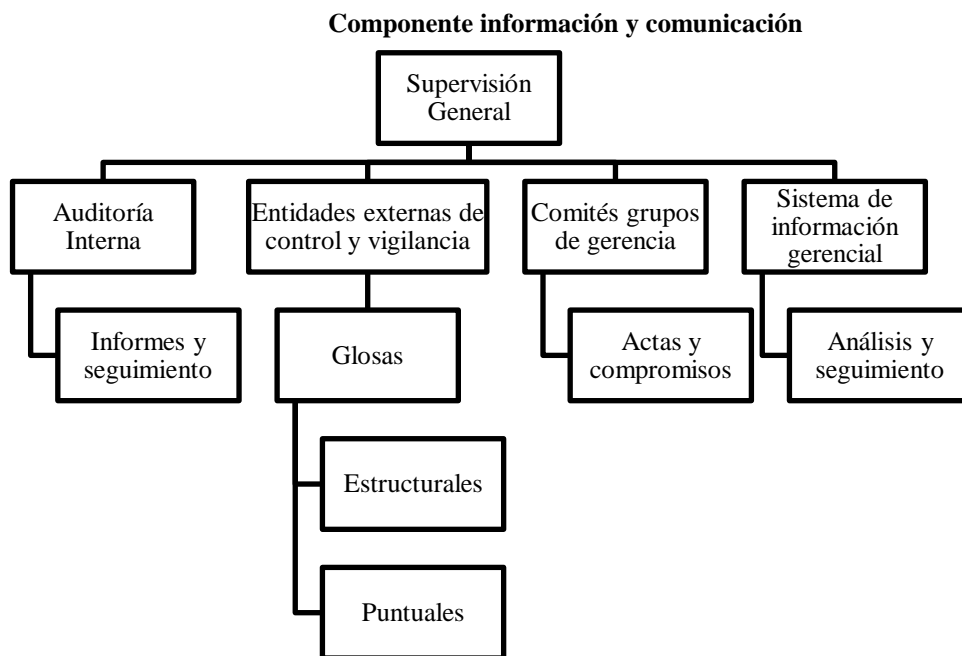 Componente información y comunicación
Supervisión
General
Auditoría
Interna
Entidades externas de
control y vigilancia
Comités grupos
de gerencia
Sistema de
información
gerencial
Informes y
seguimiento
Glosas
Actas y
compromisos
Análisis y
seguimiento
Estructurales
Puntuales